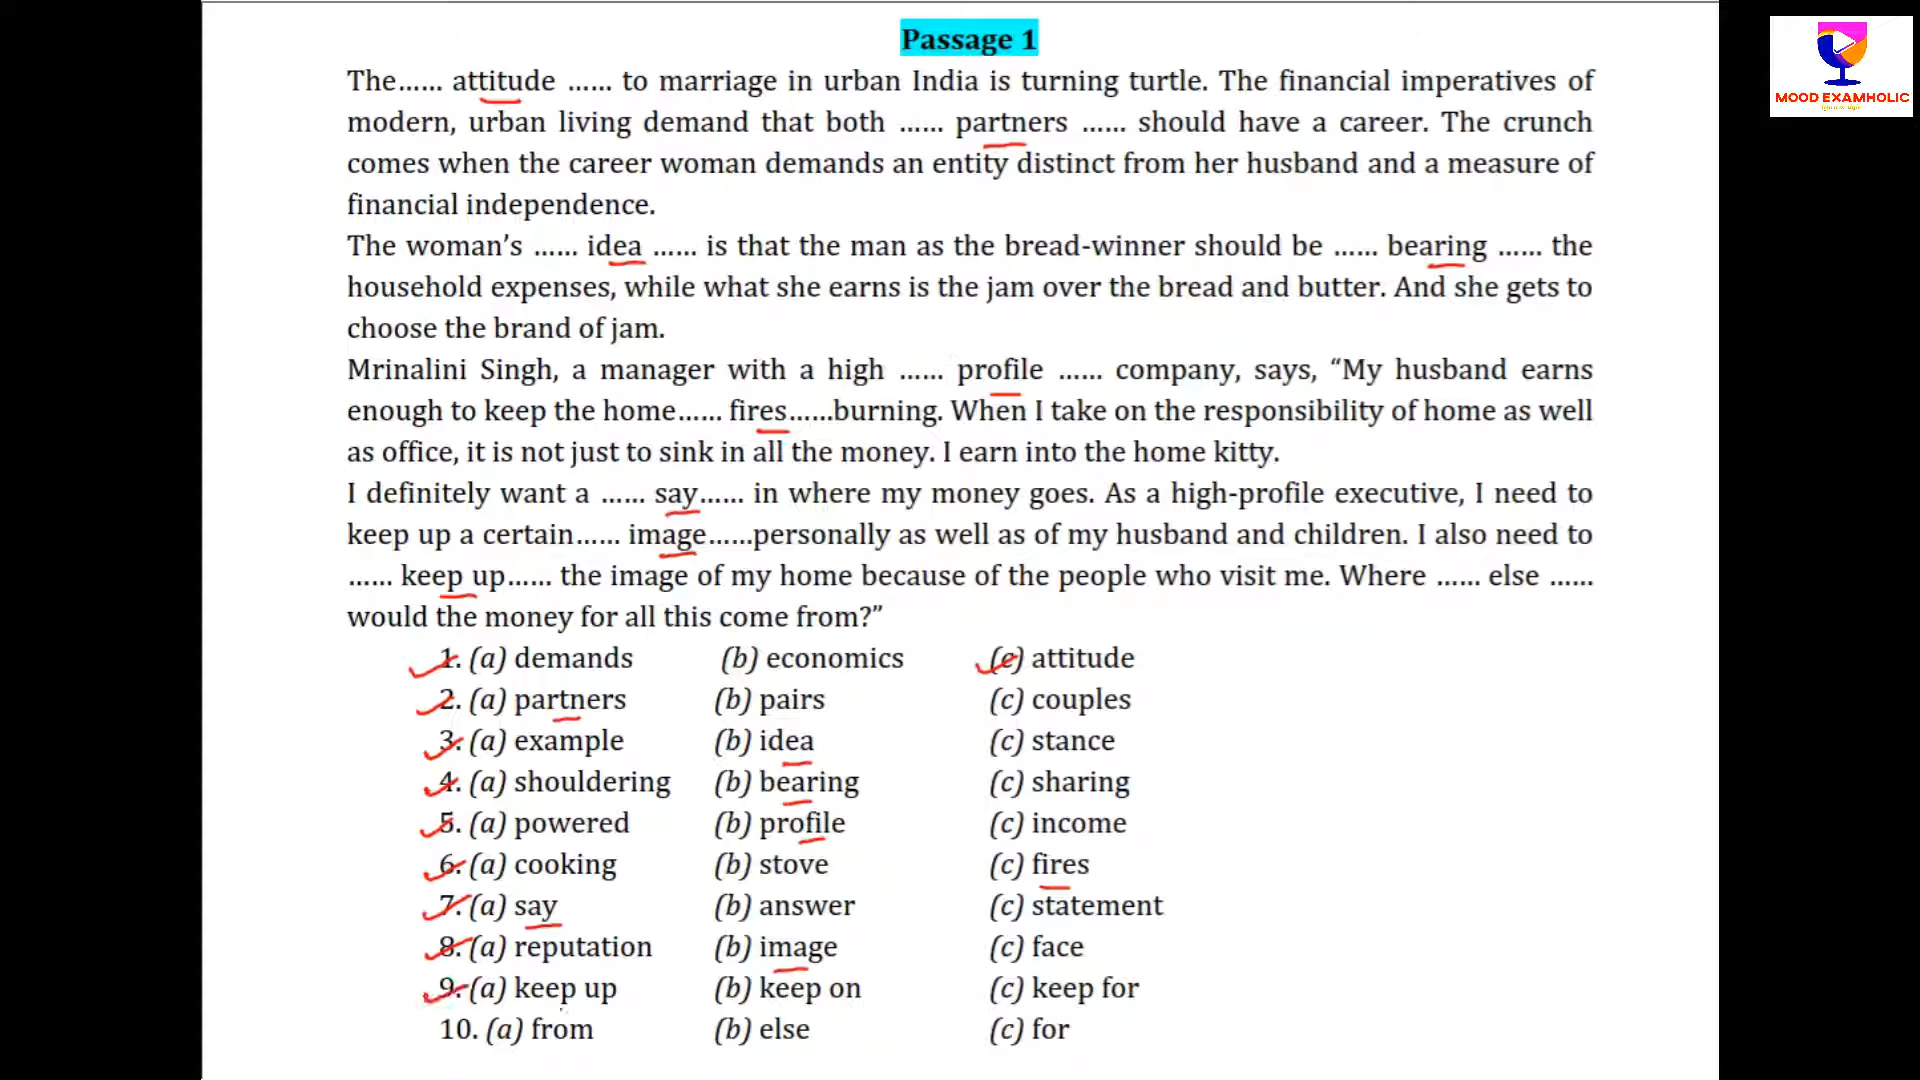 Passage 1
MOOD EXAMHOLIC
The...... attitude ...... to marriage in urban India is turning turtle. The financial imperatives of
modern, urban living demand that both ...... partners ...... should have a career. The crunch
comes when the career woman demands an entity distinct from her husband and a measure of
financial independence.
The woman’s ...... idea ...... is that the man as the bread-winner should be ...... bearing ...... the
household expenses, while what she earns is the jam over the bread and butter. And she gets to
choose the brand of jam.
Mrinalini Singh, a manager with a high ...... profile ...... company, says, “My husband earns
enough to keep the home...... fires......burning. When I take on the responsibility of home as well
as office, it is not just to sink in all the money. I earn into the home kitty.
I definitely want a ...... say...... in where my money goes. As a high-profile executive, I need to
keep up a certain...... image......personally as well as of my husband and children. I also need to
...... keep up...... the image of my home because of the people who visit me. Where ...... else ......
would the money for all this come from?”
1. (a) demands (b) economics (c) attitude
2. (a) partners (b) pairs (c) couples
3. (a) example (b) idea (c) stance
4. (a) shouldering (b) bearing (c) sharing
5. (a) powered (b) profile (c) income
6. (a) cooking (b) stove (c) fires
7. (a) say (b) answer (c) statement
8. (a) reputation (b) image (c) face
9. (a) keep up (b) keep on (c) keep for
10. (a) from (b) else (c) for